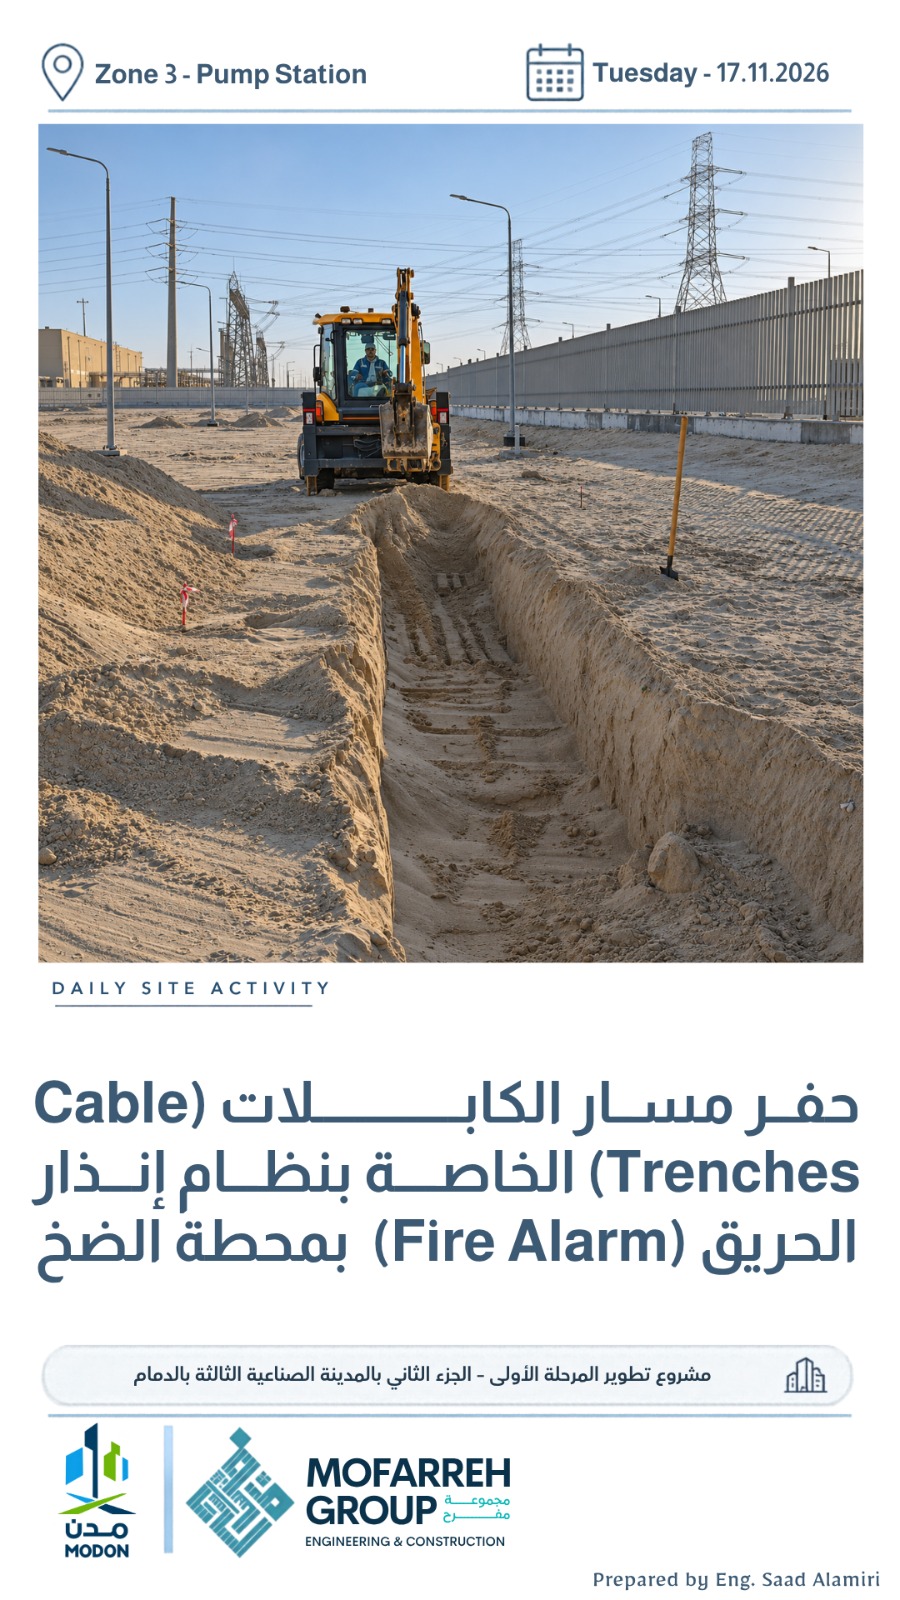 Zone 3 - Pump Station
Tuesday - 17.11.2026
DAILY SITE ACTIVITY
حفر مسار الكابلات (Cable
Trenches) الخاصة بنظام إنذار
الحريق (Fire Alarm) بمحطة الضخ
مشروع تطوير المرحلة الأولى - الجزء الثاني بالمدينة الصناعية الثالثة بالدمام
مدن
MODON
MOFARREH
GROUP
مجموعة
مفرح
ENGINEERING & CONSTRUCTION
Prepared by Eng. Saad Alamiri